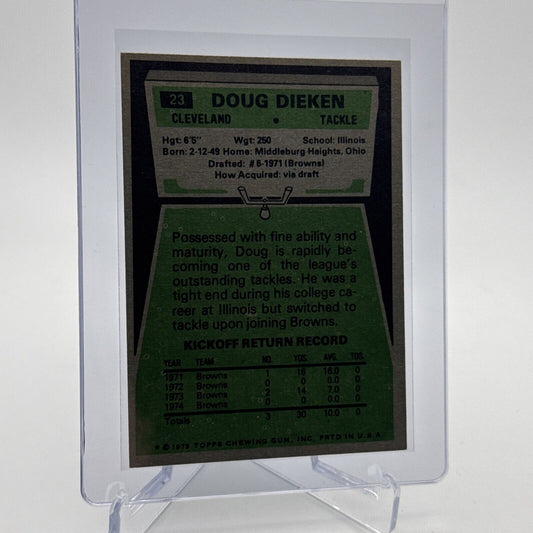 23 DOUG DIEKEN
CLEVELAND • TACKLE
Hgt: 6'5" Wgt: 250 School: Illinois
Born: 2-12-49 Home: Middleburg Heights, Ohio
Drafted: #6-1971 (Browns)
How Acquired: via draft
Possessed with fine ability and
maturity, Doug is rapidly be-
coming one of the league's
outstanding tackles. He was a
tight end during his college ca-
reer at Illinois but switched to
tackle upon joining Browns.
KICKOFF RETURN RECORD
YEAR TEAM NO. YDS. AVG. TDS.
1971 Browns 1 16 16.0 0
1972 Browns 0 0 0.0 0
1973 Browns 2 14 7.0 0
1974 Browns 0 0 0.0 0
Totals 3 30 10.0 0
* © 1975 TOPPS CHEWING GUM, INC. PRTD IN U.S.A